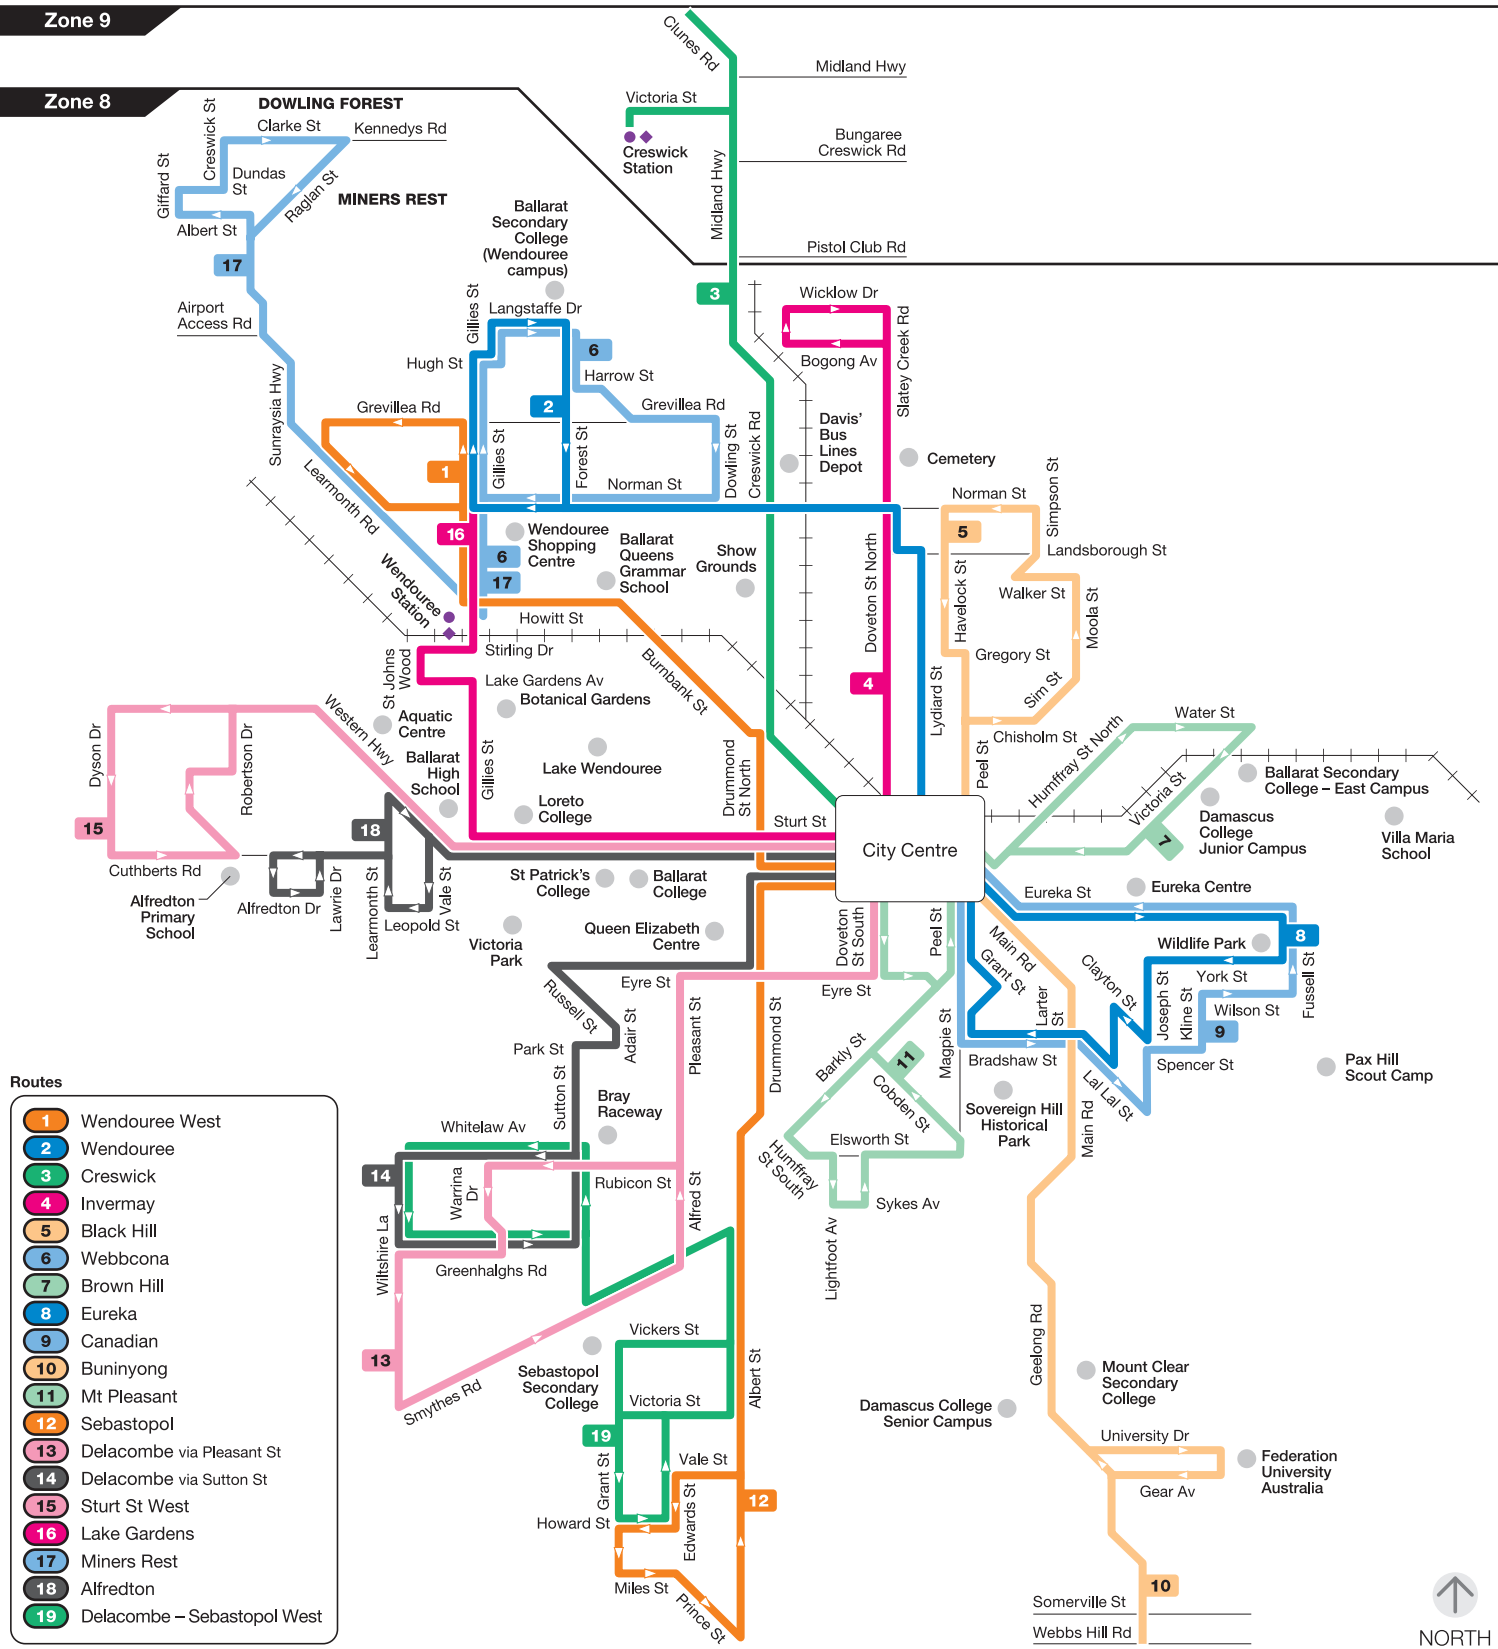 Zone 9
Clunes Rd
Midland Hwy
Zone 8
DOWLING FOREST
Victoria St
Creswick St
Clarke St
Kennedys Rd
Bungaree
Creswick Rd
Creswick
Station
Midland Hwy
Giffard St
Dundas
St
Raglan St
MINERS REST
Albert St
Ballarat
Secondary
College
(Wendouree
campus)
Pistol Club Rd
17
3
Wicklow Dr
Airport
Access Rd
Gillies St
Langstaffe Dr
Slatey Creek Rd
Hugh St
6
Bogong Av
Harrow St
Sunraysia Hwy
Grevillea Rd
2
Grevillea Rd
Creswick Rd
Davis'
Bus
Lines
Depot
Gillies St
Forest St
Dowling St
Cemetery
1
Learmonth Rd
Norman St
Norman St
Simpson St
16
Wendouree
Shopping
Centre
5
6
17
Ballarat
Queens
Grammar
School
Show
Grounds
Landsborough St
Wendouree
Station
Doveton St North
Havelock St
Walker St
Moola St
Howitt St
Stirling Dr
St Johns
Wood
Burnbank St
Gregory St
Lake Gardens Av
Botanical Gardens
4
Lydiard St
Sim St
Dyson Dr
Robertson Dr
Western Hwy
Aquatic
Centre
Chisholm St
Humffray St North
Water St
Ballarat
High
School
Gillies St
Lake Wendouree
Drummond
St North
Peel St
Victoria St
Ballarat Secondary
College – East Campus
Loreto
College
Damascus
College
Junior Campus
Villa Maria
School
15
18
Sturt St
7
City Centre
Cuthberts Rd
Alfredton
Primary
School
Alfredton Dr
Lawrie Dr
Learmonth St
Vale St
Leopold St
St Patrick's
College
Ballarat
College
Eureka St
Eureka Centre
Victoria
Park
Queen Elizabeth
Centre
Doveton
St South
Peel St
Main Rd
Grant St
Wildlife Park
8
Eyre St
Eyre St
Larter
St
Clayton St
Joseph St
York St
Kline St
Wilson St
Fussell St
Russell St
Adair St
Pleasant St
Drummond St
Magpie St
9
Park St
Barkly St
11
Bradshaw St
Spencer St
Pax Hill
Scout Camp
Sutton St
Bray
Raceway
Cobden St
Sovereign Hill
Historical
Park
Lal Lal St
Main Rd
Whitelaw Av
Elsworth St
Humffray
St South
14
Warrina
Dr
Rubicon St
Alfred St
Sykes Av
Wiltshire La
Greenhalghs Rd
Lightfoot Av
Vickers St
Geelong Rd
13
Sebastopol
Secondary
College
Smythes Rd
Albert St
Mount Clear
Secondary
College
Victoria St
Damascus College
Senior Campus
19
University Dr
Grant St
Vale St
Federation
University
Australia
Gear Av
12
Howard St
Edwards St
Miles St
Prince St
10
Somerville St
Webbs Hill Rd
NORTH
Routes
1 Wendouree West
2 Wendouree
3 Creswick
4 Invermay
5 Black Hill
6 Webbcona
7 Brown Hill
8 Eureka
9 Canadian
10 Buninyong
11 Mt Pleasant
12 Sebastopol
13 Delacombe via Pleasant St
14 Delacombe via Sutton St
15 Sturt St West
16 Lake Gardens
17 Miners Rest
18 Alfredton
19 Delacombe – Sebastopol West